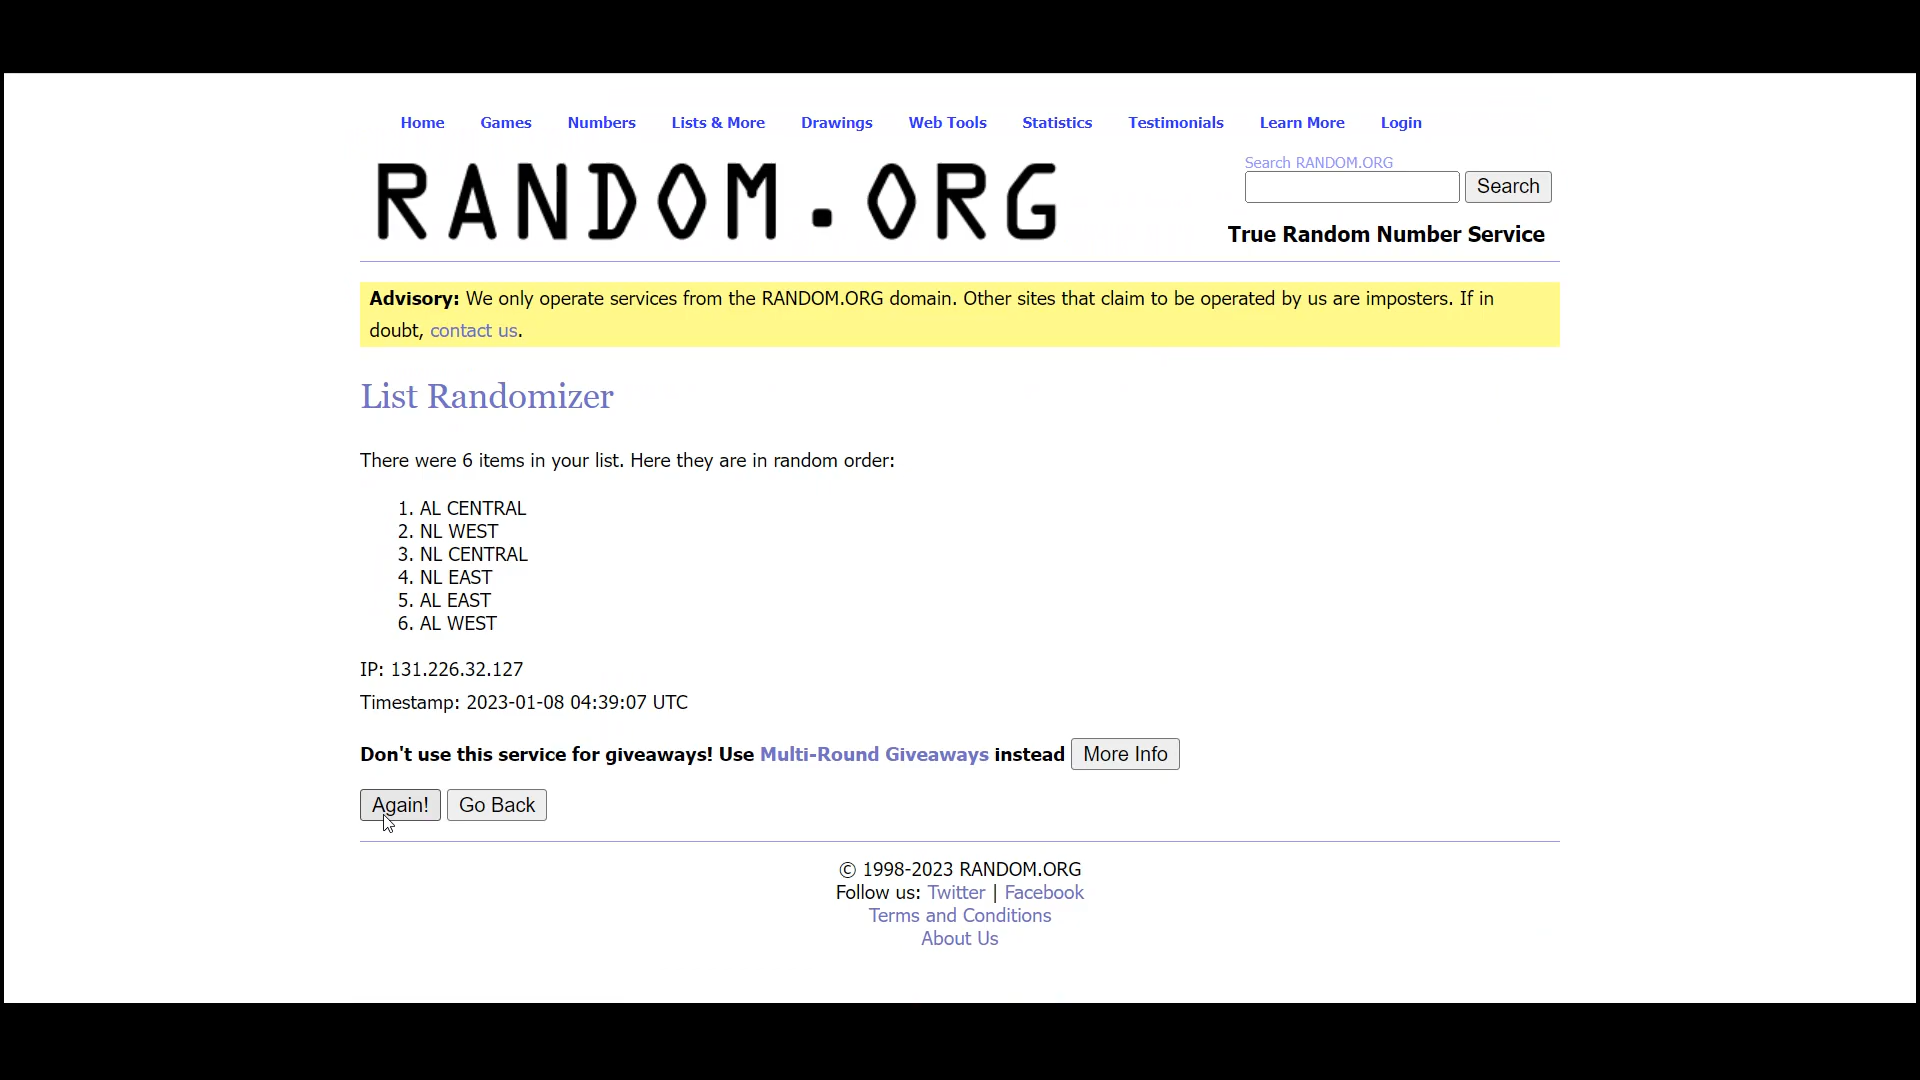 Home Games Numbers Lists & More Drawings Web Tools Statistics Testimonials Learn More Login
RANDOM.ORG
Search RANDOM.ORG
Search
True Random Number Service
Advisory: We only operate services from the RANDOM.ORG domain. Other sites that claim to be operated by us are imposters. If in
doubt, contact us.
List Randomizer
There were 6 items in your list. Here they are in random order:
1. AL CENTRAL
2. NL WEST
3. NL CENTRAL
4. NL EAST
5. AL EAST
6. AL WEST
IP: 131.226.32.127
Timestamp: 2023-01-08 04:39:07 UTC
Don't use this service for giveaways! Use Multi-Round Giveaways instead More Info
Again! Go Back
© 1998-2023 RANDOM.ORG
Follow us: Twitter | Facebook
Terms and Conditions
About Us